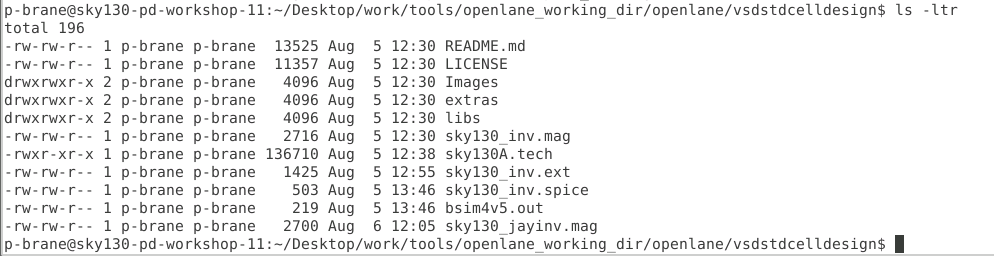 p-brane@sky130-pd-workshop-11:~/Desktop/work/tools/openlane_working_dir/openlane/vsdstdcelldesign$ ls -ltr
total 196
-rw-rw-r-- 1 p-brane p-brane  13525 Aug  5 12:30 README.md
-rw-rw-r-- 1 p-brane p-brane  11357 Aug  5 12:30 LICENSE
drwxrwxr-x 2 p-brane p-brane   4096 Aug  5 12:30 Images
drwxrwxr-x 2 p-brane p-brane   4096 Aug  5 12:30 extras
drwxrwxr-x 2 p-brane p-brane   4096 Aug  5 12:30 libs
-rw-rw-r-- 1 p-brane p-brane   2716 Aug  5 12:30 sky130_inv.mag
-rwxr-xr-x 1 p-brane p-brane 136710 Aug  5 12:38 sky130A.tech
-rw-rw-r-- 1 p-brane p-brane   1425 Aug  5 12:55 sky130_inv.ext
-rw-rw-r-- 1 p-brane p-brane    503 Aug  5 13:46 sky130_inv.spice
-rw-rw-r-- 1 p-brane p-brane    219 Aug  5 13:46 bsim4v5.out
-rw-rw-r-- 1 p-brane p-brane   2700 Aug  6 12:05 sky130_jayinv.mag
p-brane@sky130-pd-workshop-11:~/Desktop/work/tools/openlane_working_dir/openlane/vsdstdcelldesign$